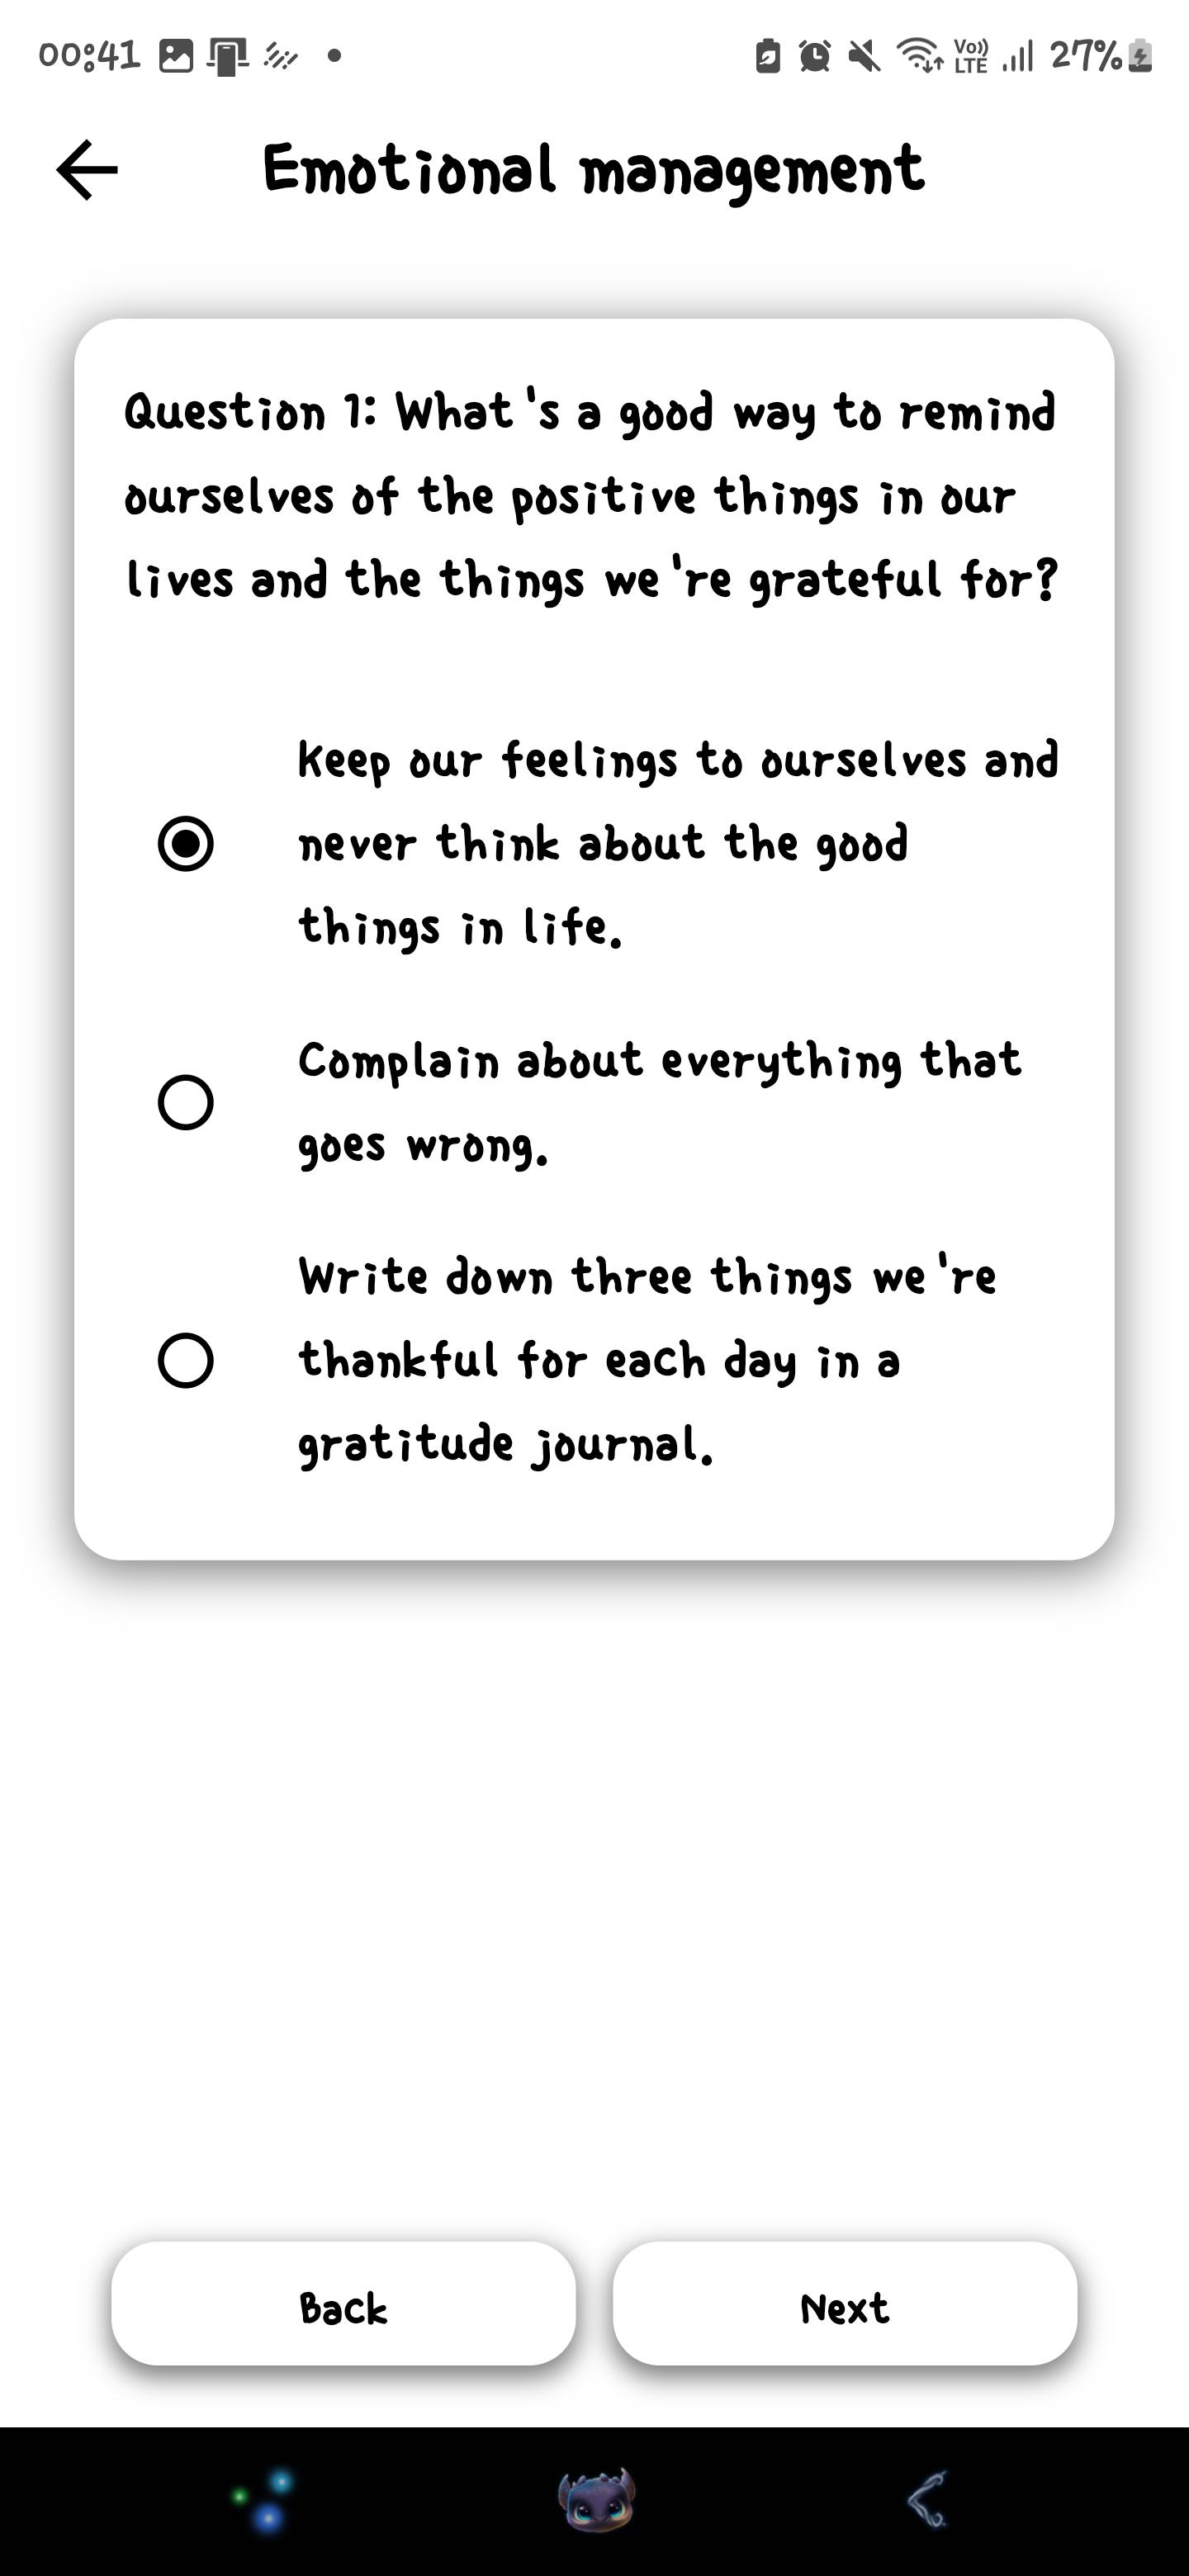 00:41 Vo)) LTE 27%
Emotional management
Question 1: What's a good way to remind
ourselves of the positive things in our
lives and the things we're grateful for?
Keep our feelings to ourselves and
never think about the good
things in life.
Complain about everything that
goes wrong.
Write down three things we're
thankful for each day in a
gratitude journal.
Back Next